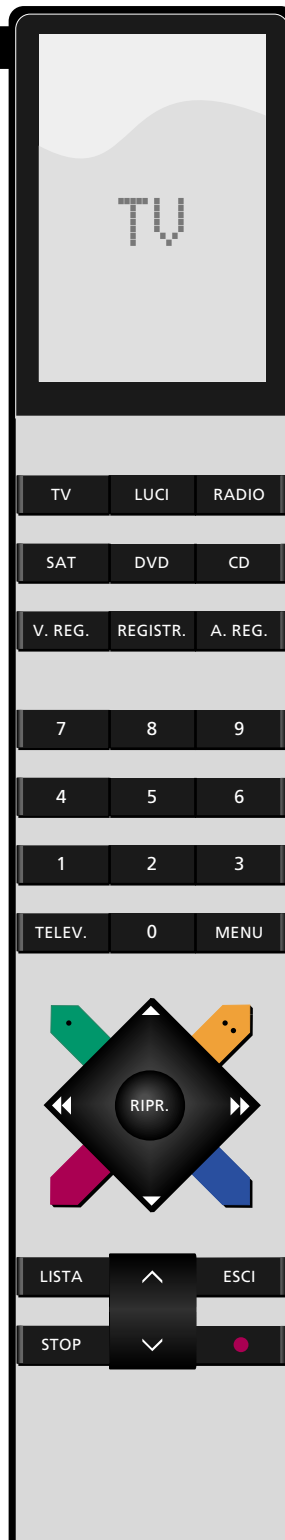 TV
TV LUCI RADIO
SAT DVD CD
V. REG. REGISTR. A. REG.
7 8 9
4 5 6
1 2 3
TELEV. 0 MENU
RIPR.
LISTA ESCI
STOP